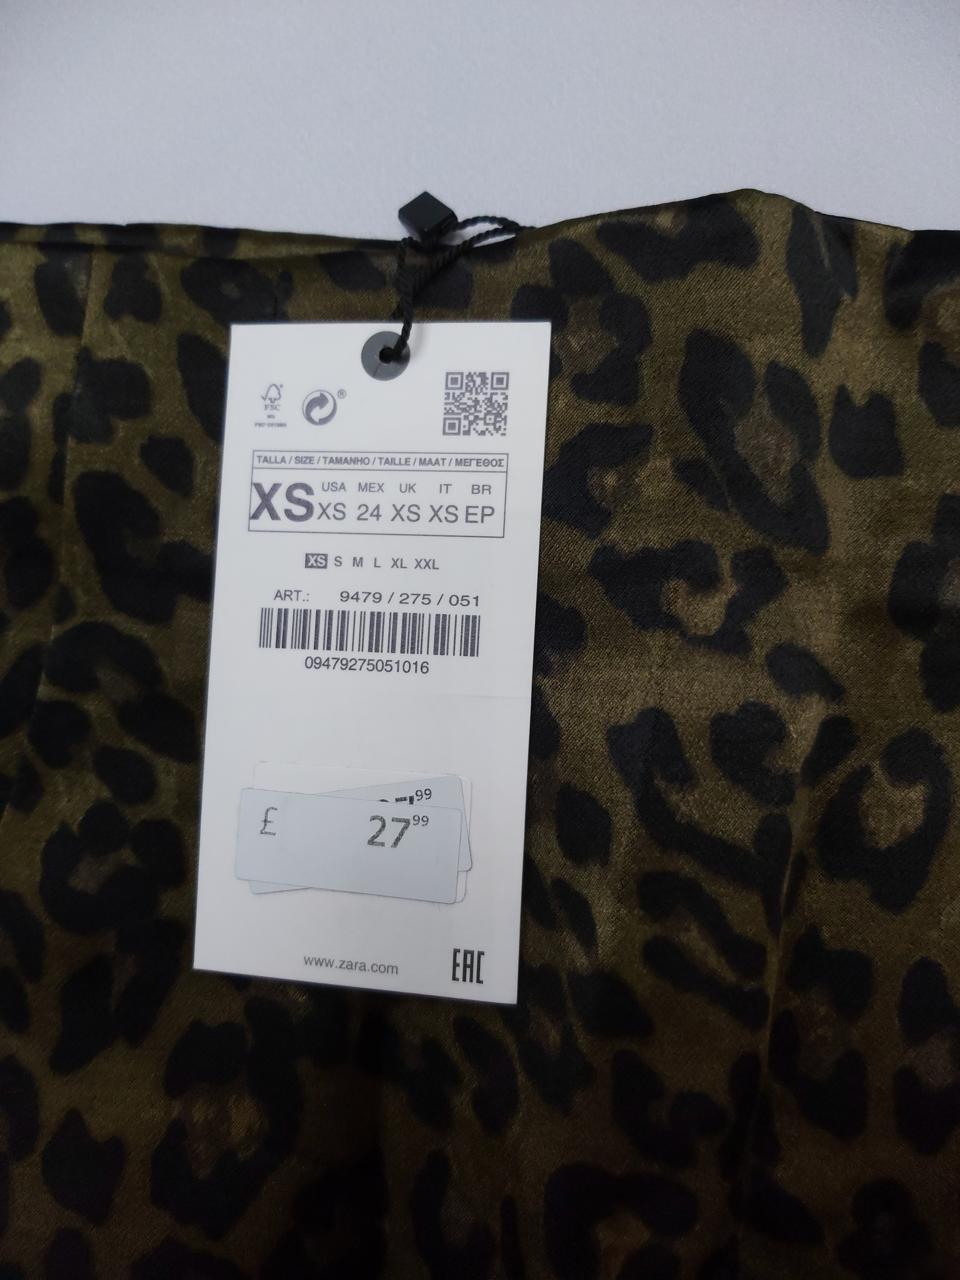 FSC
®
TALLA / SIZE / TAMANHO / TAILLE / MAAT / ΜΕΓΕΘΟΣ
USA MEX UK IT BR
XS XS 24 XS XS EP
XS S M L XL XXL
ART.: 9479 / 275 / 051
09479275051016
99
£ 27 99
www.zara.com
EAC